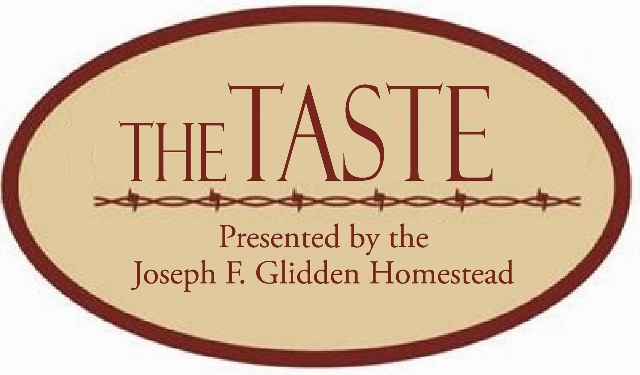 THE TASTE
Presented by the
Joseph F. Glidden Homestead